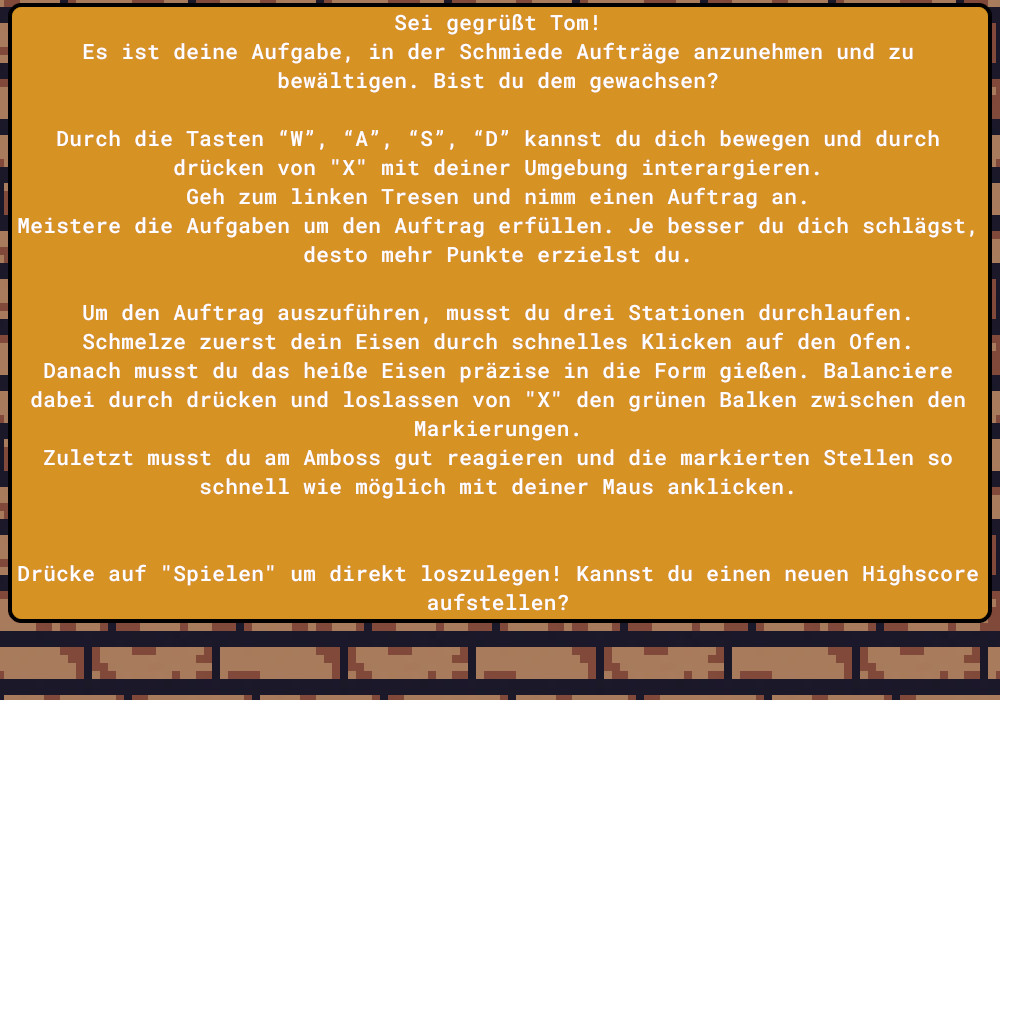 Sei gegrüßt Tom!
Es ist deine Aufgabe, in der Schmiede Aufträge anzunehmen und zu
bewältigen. Bist du dem gewachsen?
Durch die Tasten “W”, “A”, “S”, “D” kannst du dich bewegen und durch
drücken von "X" mit deiner Umgebung interargieren.
Geh zum linken Tresen und nimm einen Auftrag an.
Meistere die Aufgaben um den Auftrag erfüllen. Je besser du dich schlägst,
desto mehr Punkte erzielst du.
Um den Auftrag auszuführen, musst du drei Stationen durchlaufen.
Schmelze zuerst dein Eisen durch schnelles Klicken auf den Ofen.
Danach musst du das heiße Eisen präzise in die Form gießen. Balanciere
dabei durch drücken und loslassen von "X" den grünen Balken zwischen den
Markierungen.
Zuletzt musst du am Amboss gut reagieren und die markierten Stellen so
schnell wie möglich mit deiner Maus anklicken.
Drücke auf "Spielen" um direkt loszulegen! Kannst du einen neuen Highscore
aufstellen?